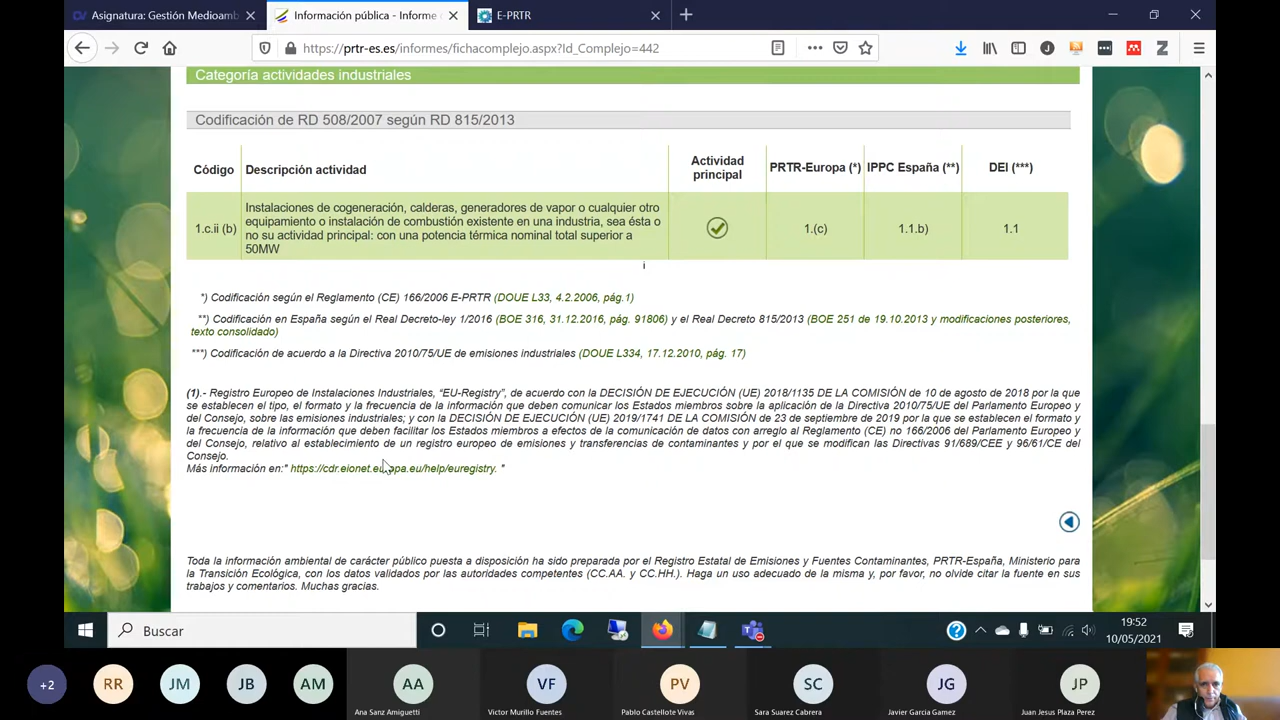 Asignatura: Gestión Medioamb
Información pública - Informe
E-PRTR
https://prtr-es.es/informes/fichacomplejo.aspx?Id_Complejo=442
Categoría actividades industriales
Codificación de RD 508/2007 según RD 815/2013
Código
Descripción actividad
Actividad
principal
PRTR-Europa (*)
IPPC España (**)
DEI (***)
1.c.ii (b)
Instalaciones de cogeneración, calderas, generadores de vapor o cualquier otro
equipamiento o instalación de combustión existente en una industria, sea ésta o
no su actividad principal: con una potencia térmica nominal total superior a
50MW
1.(c)
1.1.b)
1.1
i
*) Codificación según el Reglamento (CE) 166/2006 E-PRTR (DOUE L33, 4.2.2006, pág.1)
**) Codificación en España según el Real Decreto-ley 1/2016 (BOE 316, 31.12.2016, pág. 91806) y el Real Decreto 815/2013 (BOE 251 de 19.10.2013 y modificaciones posteriores,
texto consolidado)
***) Codificación de acuerdo a la Directiva 2010/75/UE de emisiones industriales (DOUE L334, 17.12.2010, pág. 17)
(1).- Registro Europeo de Instalaciones Industriales, "EU-Registry", de acuerdo con la DECISIÓN DE EJECUCIÓN (UE) 2018/1135 DE LA COMISIÓN de 10 de agosto de 2018 por la que
se establecen el tipo, el formato y la frecuencia de la información que deben comunicar los Estados miembros sobre la aplicación de la Directiva 2010/75/UE del Parlamento Europeo y
del Consejo, sobre las emisiones industriales; y con la DECISIÓN DE EJECUCIÓN (UE) 2019/1741 DE LA COMISIÓN de 23 de septiembre de 2019 por la que se establecen el formato y
la frecuencia de la información que deben facilitar los Estados miembros a efectos de la comunicación de datos con arreglo al Reglamento (CE) no 166/2006 del Parlamento Europeo y
del Consejo, relativo al establecimiento de un registro europeo de emisiones y transferencias de contaminantes y por el que se modifican las Directivas 91/689/CEE y 96/61/CE del
Consejo.
Más información en:" https://cdr.eionet.europa.eu/help/euregistry. "
Toda la información ambiental de carácter público puesta a disposición ha sido preparada por el Registro Estatal de Emisiones y Fuentes Contaminantes, PRTR-España, Ministerio para
la Transición Ecológica, con los datos validados por las autoridades competentes (CC.AA. y CC.HH.). Haga un uso adecuado de la misma y, por favor, no olvide citar la fuente en sus
trabajos y comentarios. Muchas gracias.
Buscar
19:52
10/05/2021
+2
RR
JM
JB
AM
AA
VF
PV
SC
JG
JP
Ana Sanz Amiguetti
Victor Murillo Fuentes
Pablo Castellote Vivas
Sara Suarez Cabrera
Javier García Gamez
Juan Jesus Plaza Perez